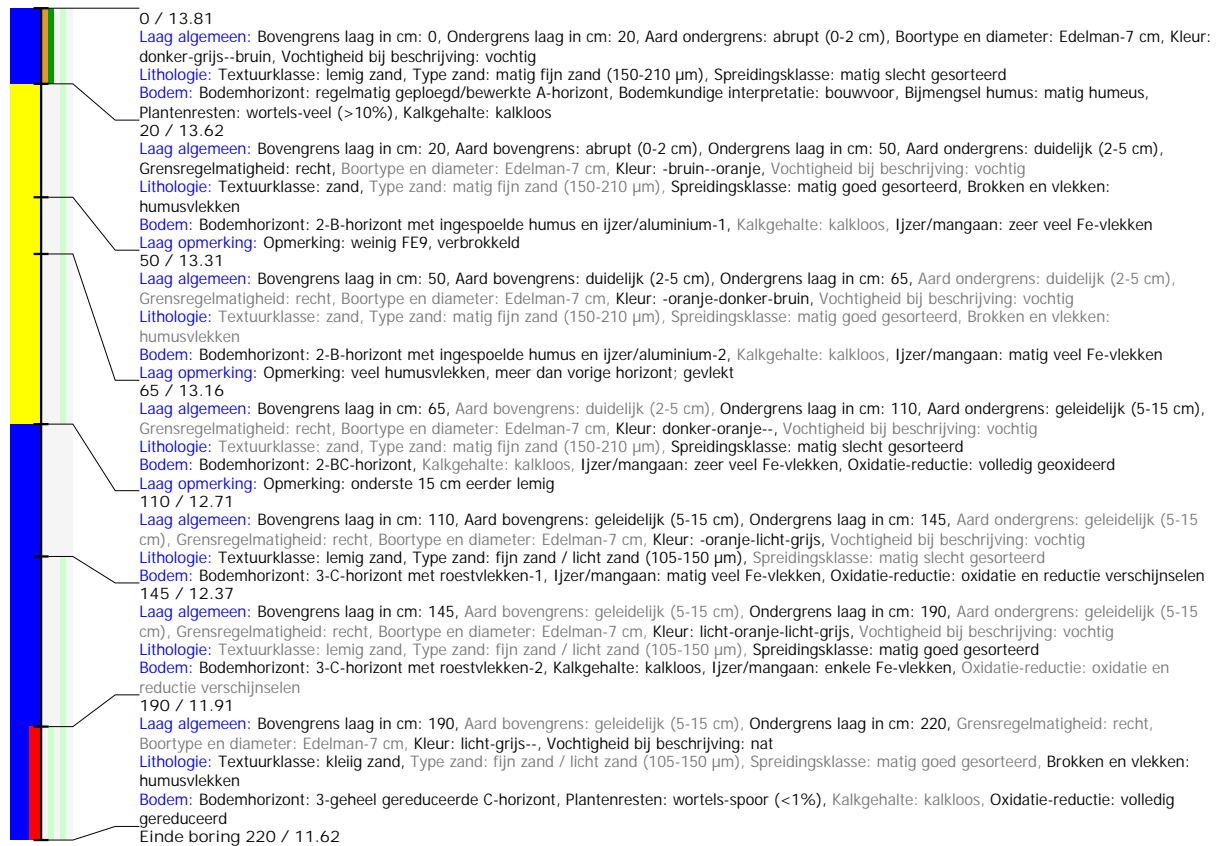 0 / 13.81
Laag algemeen: Bovengrens laag in cm: 0, Ondergrens laag in cm: 20, Aard ondergrens: abrupt (0-2 cm), Boortype en diameter: Edelman-7 cm, Kleur:
donker-grijs--bruin, Vochtigheid bij beschrijving: vochtig
Lithologie: Textuurklasse: lemig zand, Type zand: matig fijn zand (150-210 µm), Spreidingsklasse: matig slecht gesorteerd
Bodem: Bodemhorizont: regelmatig geploegd/bewerkte A-horizont, Bodemkundige interpretatie: bouwvoor, Bijmengsel humus: matig humeus,
Plantenresten: wortels-veel (>10%), Kalkgehalte: kalkloos
20 / 13.62
Laag algemeen: Bovengrens laag in cm: 20, Aard bovengrens: abrupt (0-2 cm), Ondergrens laag in cm: 50, Aard ondergrens: duidelijk (2-5 cm),
Grensregelmatigheid: recht, Boortype en diameter: Edelman-7 cm, Kleur: -bruin--oranje, Vochtigheid bij beschrijving: vochtig
Lithologie: Textuurklasse: zand, Type zand: matig fijn zand (150-210 µm), Spreidingsklasse: matig goed gesorteerd, Brokken en vlekken:
humusvlekken
Bodem: Bodemhorizont: 2-B-horizont met ingespoelde humus en ijzer/aluminium-1, Kalkgehalte: kalkloos, Ijzer/mangaan: zeer veel Fe-vlekken
Laag opmerking: Opmerking: weinig FE9, verbrokkeld
50 / 13.31
Laag algemeen: Bovengrens laag in cm: 50, Aard bovengrens: duidelijk (2-5 cm), Ondergrens laag in cm: 65, Aard ondergrens: duidelijk (2-5 cm),
Grensregelmatigheid: recht, Boortype en diameter: Edelman-7 cm, Kleur: -oranje-donker-bruin, Vochtigheid bij beschrijving: vochtig
Lithologie: Textuurklasse: zand, Type zand: matig fijn zand (150-210 µm), Spreidingsklasse: matig goed gesorteerd, Brokken en vlekken:
humusvlekken
Bodem: Bodemhorizont: 2-B-horizont met ingespoelde humus en ijzer/aluminium-2, Kalkgehalte: kalkloos, Ijzer/mangaan: matig veel Fe-vlekken
Laag opmerking: Opmerking: veel humusvlekken, meer dan vorige horizont; gevlekt
65 / 13.16
Laag algemeen: Bovengrens laag in cm: 65, Aard bovengrens: duidelijk (2-5 cm), Ondergrens laag in cm: 110, Aard ondergrens: geleidelijk (5-15 cm),
Grensregelmatigheid: recht, Boortype en diameter: Edelman-7 cm, Kleur: donker-oranje--, Vochtigheid bij beschrijving: vochtig
Lithologie: Textuurklasse: zand, Type zand: matig fijn zand (150-210 µm), Spreidingsklasse: matig slecht gesorteerd
Bodem: Bodemhorizont: 2-BC-horizont, Kalkgehalte: kalkloos, Ijzer/mangaan: zeer veel Fe-vlekken, Oxidatie-reductie: volledig geoxideerd
Laag opmerking: Opmerking: onderste 15 cm eerder lemig
110 / 12.71
Laag algemeen: Bovengrens laag in cm: 110, Aard bovengrens: geleidelijk (5-15 cm), Ondergrens laag in cm: 145, Aard ondergrens: geleidelijk (5-15
cm), Grensregelmatigheid: recht, Boortype en diameter: Edelman-7 cm, Kleur: -oranje-licht-grijs, Vochtigheid bij beschrijving: vochtig
Lithologie: Textuurklasse: lemig zand, Type zand: fijn zand / licht zand (105-150 µm), Spreidingsklasse: matig slecht gesorteerd
Bodem: Bodemhorizont: 3-C-horizont met roestvlekken-1, Ijzer/mangaan: matig veel Fe-vlekken, Oxidatie-reductie: oxidatie en reductie verschijnselen
145 / 12.37
Laag algemeen: Bovengrens laag in cm: 145, Aard bovengrens: geleidelijk (5-15 cm), Ondergrens laag in cm: 190, Aard ondergrens: geleidelijk (5-15
cm), Grensregelmatigheid: recht, Boortype en diameter: Edelman-7 cm, Kleur: licht-oranje-licht-grijs, Vochtigheid bij beschrijving: vochtig
Lithologie: Textuurklasse: lemig zand, Type zand: fijn zand / licht zand (105-150 µm), Spreidingsklasse: matig goed gesorteerd
Bodem: Bodemhorizont: 3-C-horizont met roestvlekken-2, Kalkgehalte: kalkloos, Ijzer/mangaan: enkele Fe-vlekken, Oxidatie-reductie: oxidatie en
reductie verschijnselen
190 / 11.91
Laag algemeen: Bovengrens laag in cm: 190, Aard bovengrens: geleidelijk (5-15 cm), Ondergrens laag in cm: 220, Grensregelmatigheid: recht,
Boortype en diameter: Edelman-7 cm, Kleur: licht-grijs--, Vochtigheid bij beschrijving: nat
Lithologie: Textuurklasse: kleiig zand, Type zand: fijn zand / licht zand (105-150 µm), Spreidingsklasse: matig goed gesorteerd, Brokken en vlekken:
humusvlekken
Bodem: Bodemhorizont: 3-geheel gereduceerde C-horizont, Plantenresten: wortels-spoor (<1%), Kalkgehalte: kalkloos, Oxidatie-reductie: volledig
gereduceerd
Einde boring 220 / 11.62